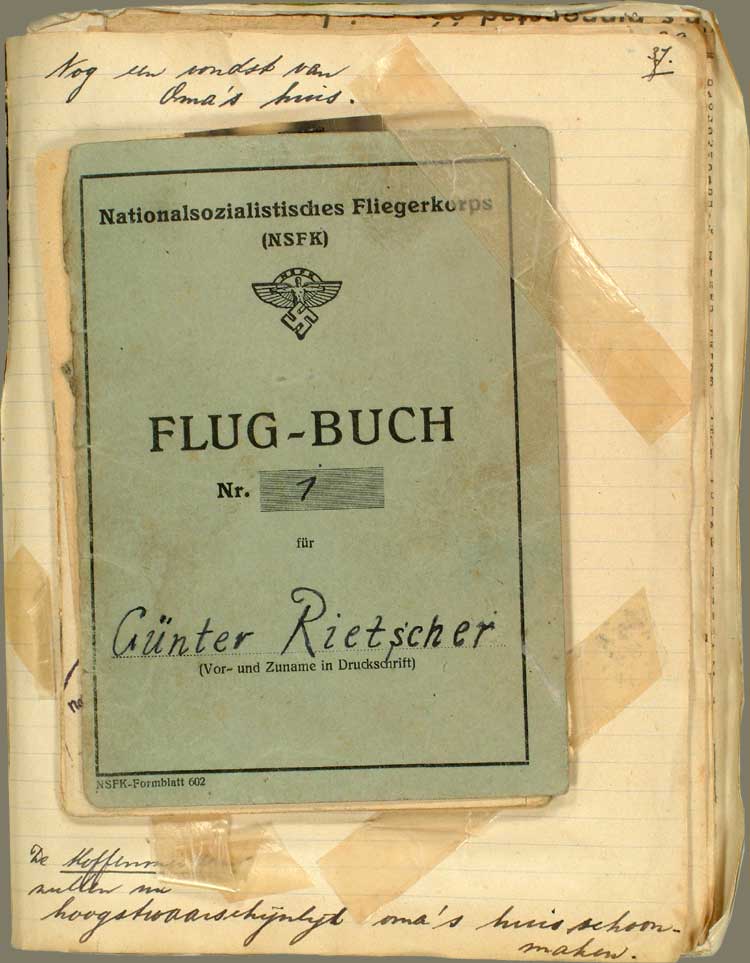 37.
Nog een vondst van
Oma's huis.
Nationalsozialistisches Fliegerkorps
(NSFK)
NSFK
FLUG-BUCH
Nr. 1
für
Günter Rietscher
(Vor- und Zuname in Druckschrift)
NSFK-Formblatt 602
De
zullen nu
hoogstwaarschijnlijk oma's huis schoon-
maken.